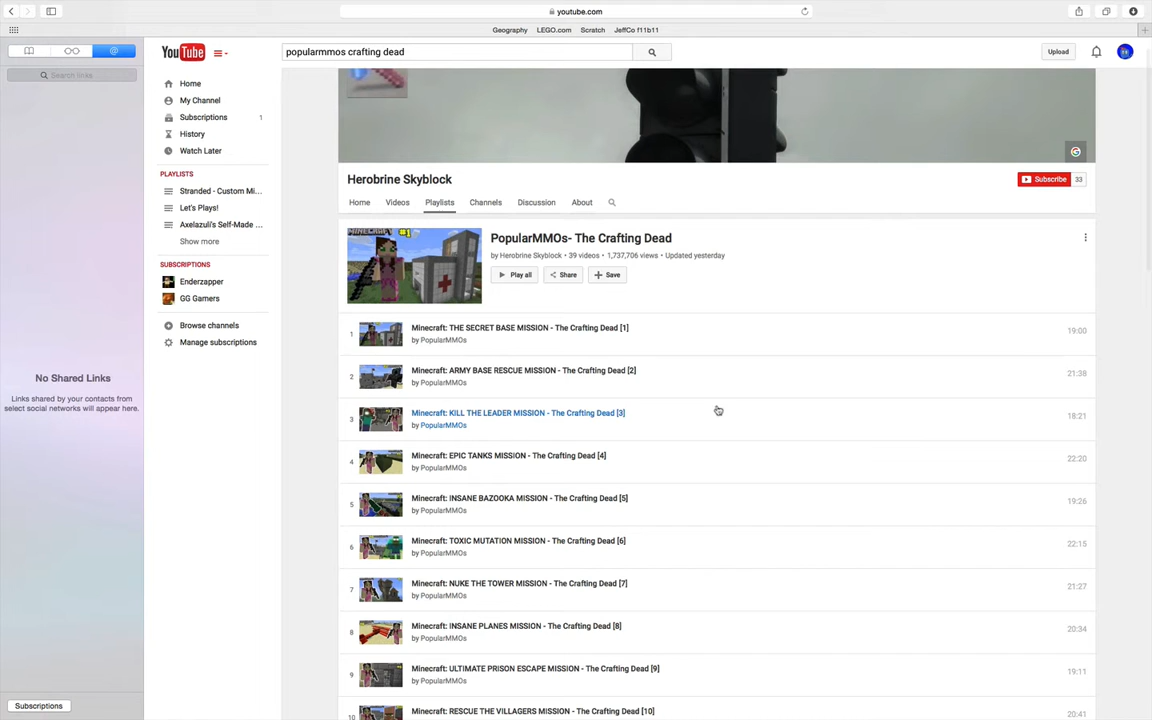 youtube.com
Geography LEGO.com Scratch JeffCo f11b11
Search links
No Shared Links
Links shared by your contacts from
select social networks will appear here.
Subscriptions
YouTube
popularmmos crafting dead
Upload
Home
My Channel
Subscriptions 1
History
Watch Later
PLAYLISTS
Stranded - Custom Mi...
Let's Plays!
Axelazuli's Self-Made ...
Show more
SUBSCRIPTIONS
Enderzapper
GG Gamers
Browse channels
Manage subscriptions
Herobrine Skyblock
Subscribe 33
Home Videos Playlists Channels Discussion About
MINECRAFT #1
PopularMMOs- The Crafting Dead
by Herobrine Skyblock • 39 videos • 1,737,706 views • Updated yesterday
Play all Share Save
1 Minecraft: THE SECRET BASE MISSION - The Crafting Dead [1] 19:00
by PopularMMOs
2 Minecraft: ARMY BASE RESCUE MISSION - The Crafting Dead [2] 21:38
by PopularMMOs
3 Minecraft: KILL THE LEADER MISSION - The Crafting Dead [3] 18:21
by PopularMMOs
4 Minecraft: EPIC TANKS MISSION - The Crafting Dead [4] 22:20
by PopularMMOs
5 Minecraft: INSANE BAZOOKA MISSION - The Crafting Dead [5] 19:26
by PopularMMOs
6 Minecraft: TOXIC MUTATION MISSION - The Crafting Dead [6] 22:15
by PopularMMOs
7 Minecraft: NUKE THE TOWER MISSION - The Crafting Dead [7] 21:27
by PopularMMOs
8 Minecraft: INSANE PLANES MISSION - The Crafting Dead [8] 20:34
by PopularMMOs
9 Minecraft: ULTIMATE PRISON ESCAPE MISSION - The Crafting Dead [9] 19:11
by PopularMMOs
10 Minecraft: RESCUE THE VILLAGERS MISSION - The Crafting Dead [10] 20:41